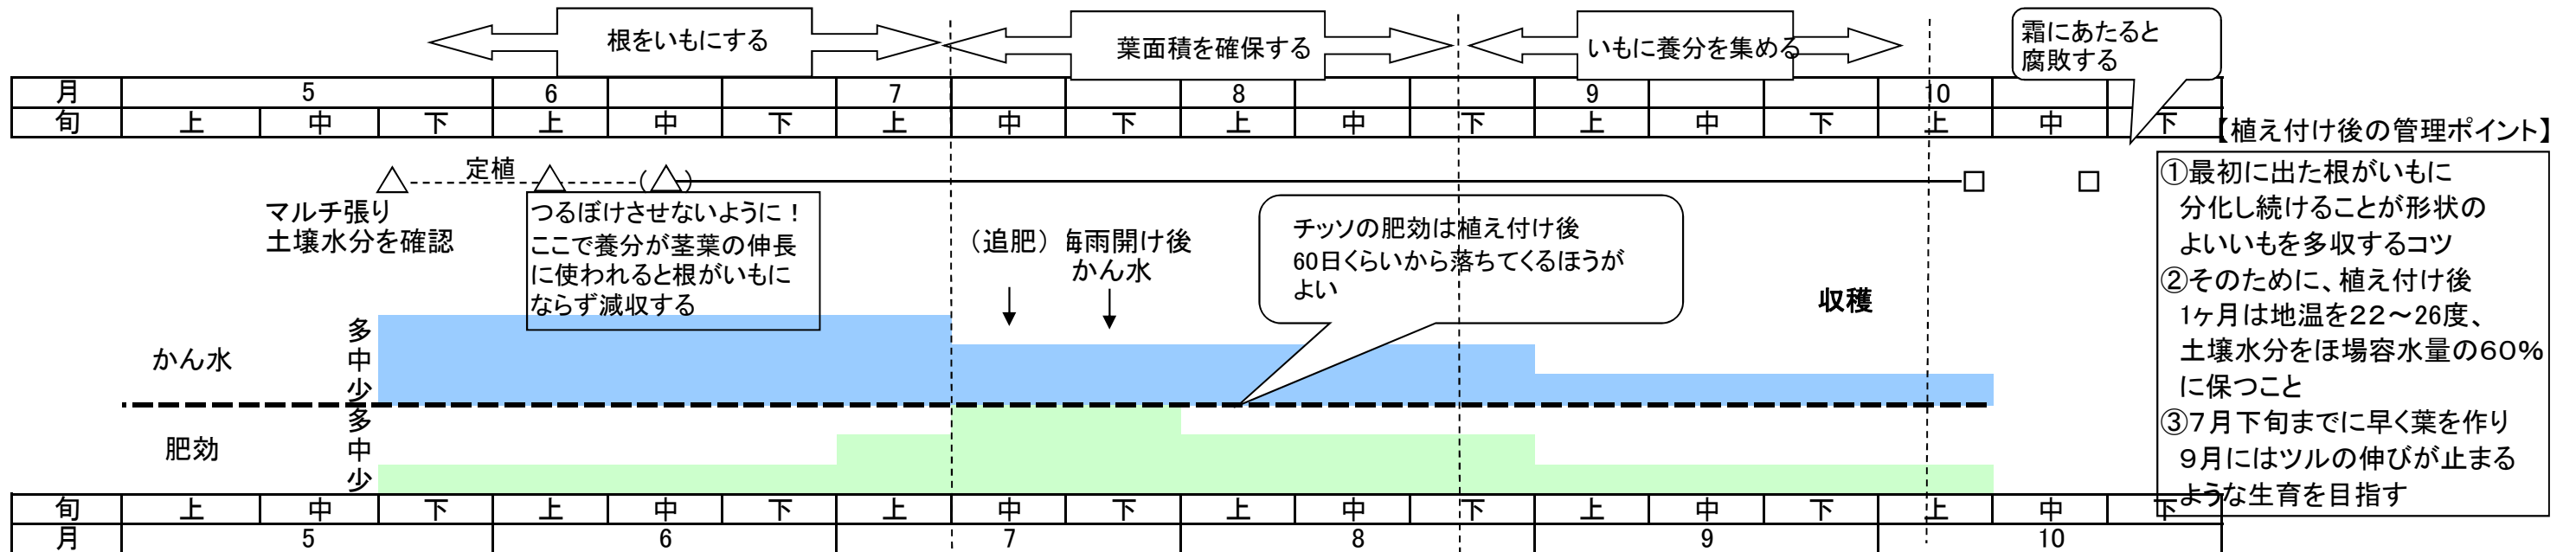 根をいもにする
葉面積を確保する
いもに養分を集める
霜にあたると
腐敗する
月 5 6 7 8 9 10
旬 上 中 下 上 中 下 上 中 下 上 中 下 上 中 下 上 中 下
【植え付け後の管理ポイント】
定植
マルチ張り
土壌水分を確認
つるぼけさせないように！
ここで養分が茎葉の伸長
に使われると根がいもに
ならず減収する
（追肥）
梅雨開け後
かん水
チッソの肥効は植え付け後
60日くらいから落ちてくるほうが
よい
収穫
①最初に出た根がいもに
分化し続けることが形状の
よいいもを多収するコツ
②そのために、植え付け後
1ヶ月は地温を22～26度、
土壌水分をほ場容水量の60%
に保つこと
③7月下旬までに早く葉を作り
9月にはツルの伸びが止まる
ような生育を目指す
かん水
多
中
少
肥効
多
中
少
旬 上 中 下 上 中 下 上 中 下 上 中 下 上 中 下 上 中 下
月 5 6 7 8 9 10